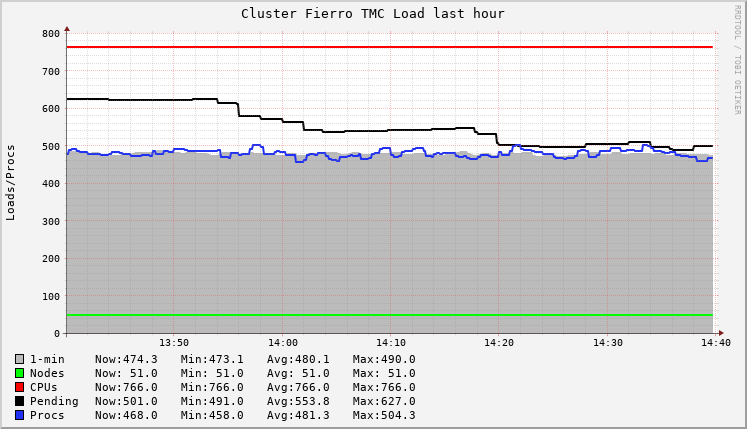 Cluster Fierro TMC Load last hour
RRDTOOL / TOBI OETIKER
Loads/Procs
800
700
600
500
400
300
200
100
0
13:50 14:00 14:10 14:20 14:30 14:40
1-min Now:474.3 Min:473.1 Avg:480.1 Max:490.0
Nodes Now: 51.0 Min: 51.0 Avg: 51.0 Max: 51.0
CPUs Now:766.0 Min:766.0 Avg:766.0 Max:766.0
Pending Now:501.0 Min:491.0 Avg:553.8 Max:627.0
Procs Now:468.0 Min:458.0 Avg:481.3 Max:504.3